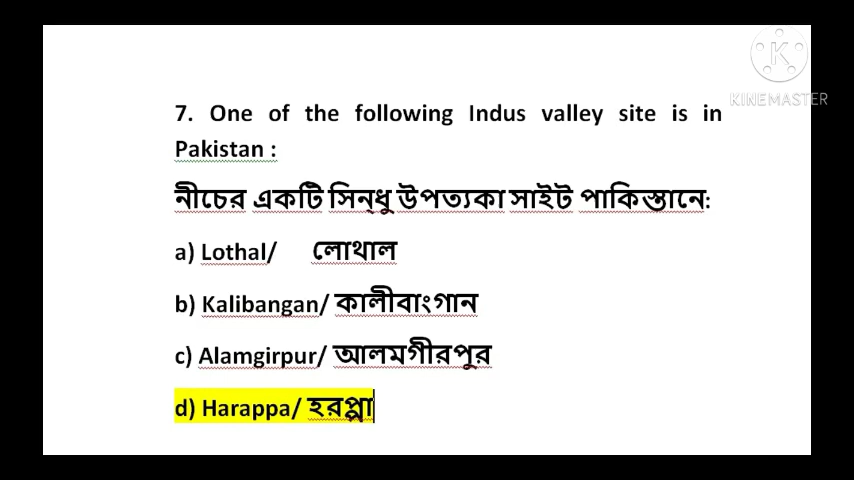 KINEMASTER
7. One of the following Indus valley site is in
Pakistan :
নীচের একটি সিন্ধু উপত্যকা সাইট পাকিস্তানে:
a) Lothal/ লোথাল
b) Kalibangan/ কালীবাংগান
c) Alamgirpur/ আলমগীরপুর
d) Harappa/ হরপ্পা